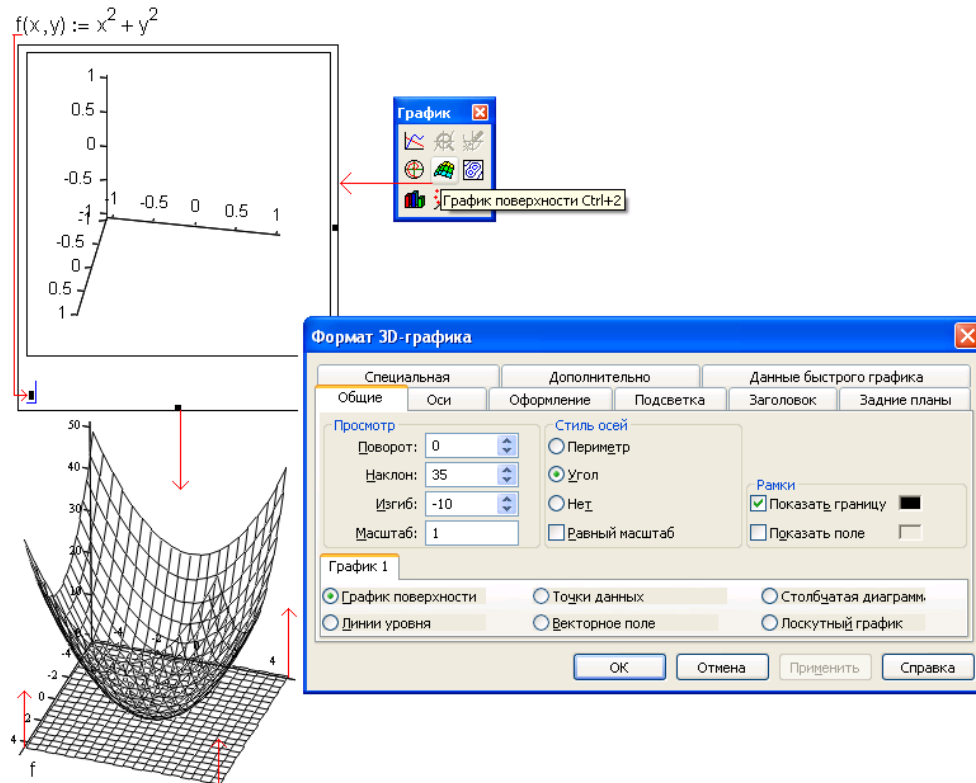 f(x,y) := x² + y²
1
0.5
0
-0.5
-1
-1 -0.5 0 0.5 1
-1
-0.5
0
0.5
1
График
График поверхности Ctrl+2
Формат 3D-графика
Специальная Дополнительно Данные быстрого графика
Общие Оси Оформление Подсветка Заголовок Задние планы
Просмотр
Поворот: 0
Наклон: 35
Изгиб: -10
Масштаб: 1
Стиль осей
Периметр
Угол
Нет
Равный масштаб
Рамки
Показать границу
Показать поле
График 1
График поверхности Точки данных Столбчатая диаграмм
Линии уровня Векторное поле Лоскутный график
ОК Отмена Применить Справка
50
40
30
20
10
-4 -2
4
-4
-2
0
2
4
f